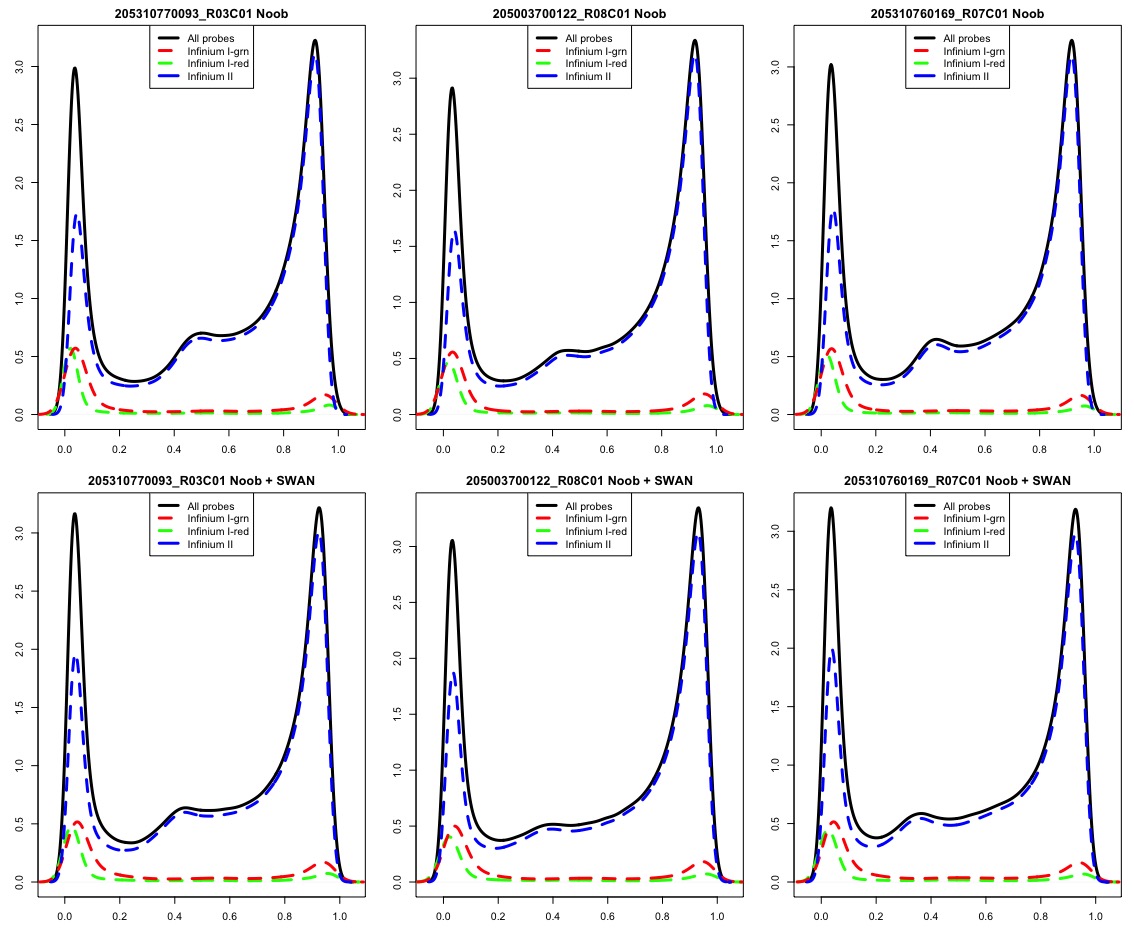 205310770093_R03C01 Noob
All probes
Infinium I-grn
Infinium I-red
Infinium II
3.0
2.5
2.0
1.5
1.0
0.5
0.0
0.0 0.2 0.4 0.6 0.8 1.0
205003700122_R08C01 Noob
All probes
Infinium I-grn
Infinium I-red
Infinium II
3.0
2.5
2.0
1.5
1.0
0.5
0.0
0.0 0.2 0.4 0.6 0.8 1.0
205310760169_R07C01 Noob
All probes
Infinium I-grn
Infinium I-red
Infinium II
3.0
2.5
2.0
1.5
1.0
0.5
0.0
0.0 0.2 0.4 0.6 0.8 1.0
205310770093_R03C01 Noob + SWAN
All probes
Infinium I-grn
Infinium I-red
Infinium II
3.0
2.5
2.0
1.5
1.0
0.5
0.0
0.0 0.2 0.4 0.6 0.8 1.0
205003700122_R08C01 Noob + SWAN
All probes
Infinium I-grn
Infinium I-red
Infinium II
3.0
2.5
2.0
1.5
1.0
0.5
0.0
0.0 0.2 0.4 0.6 0.8 1.0
205310760169_R07C01 Noob + SWAN
All probes
Infinium I-grn
Infinium I-red
Infinium II
3.0
2.5
2.0
1.5
1.0
0.5
0.0
0.0 0.2 0.4 0.6 0.8 1.0